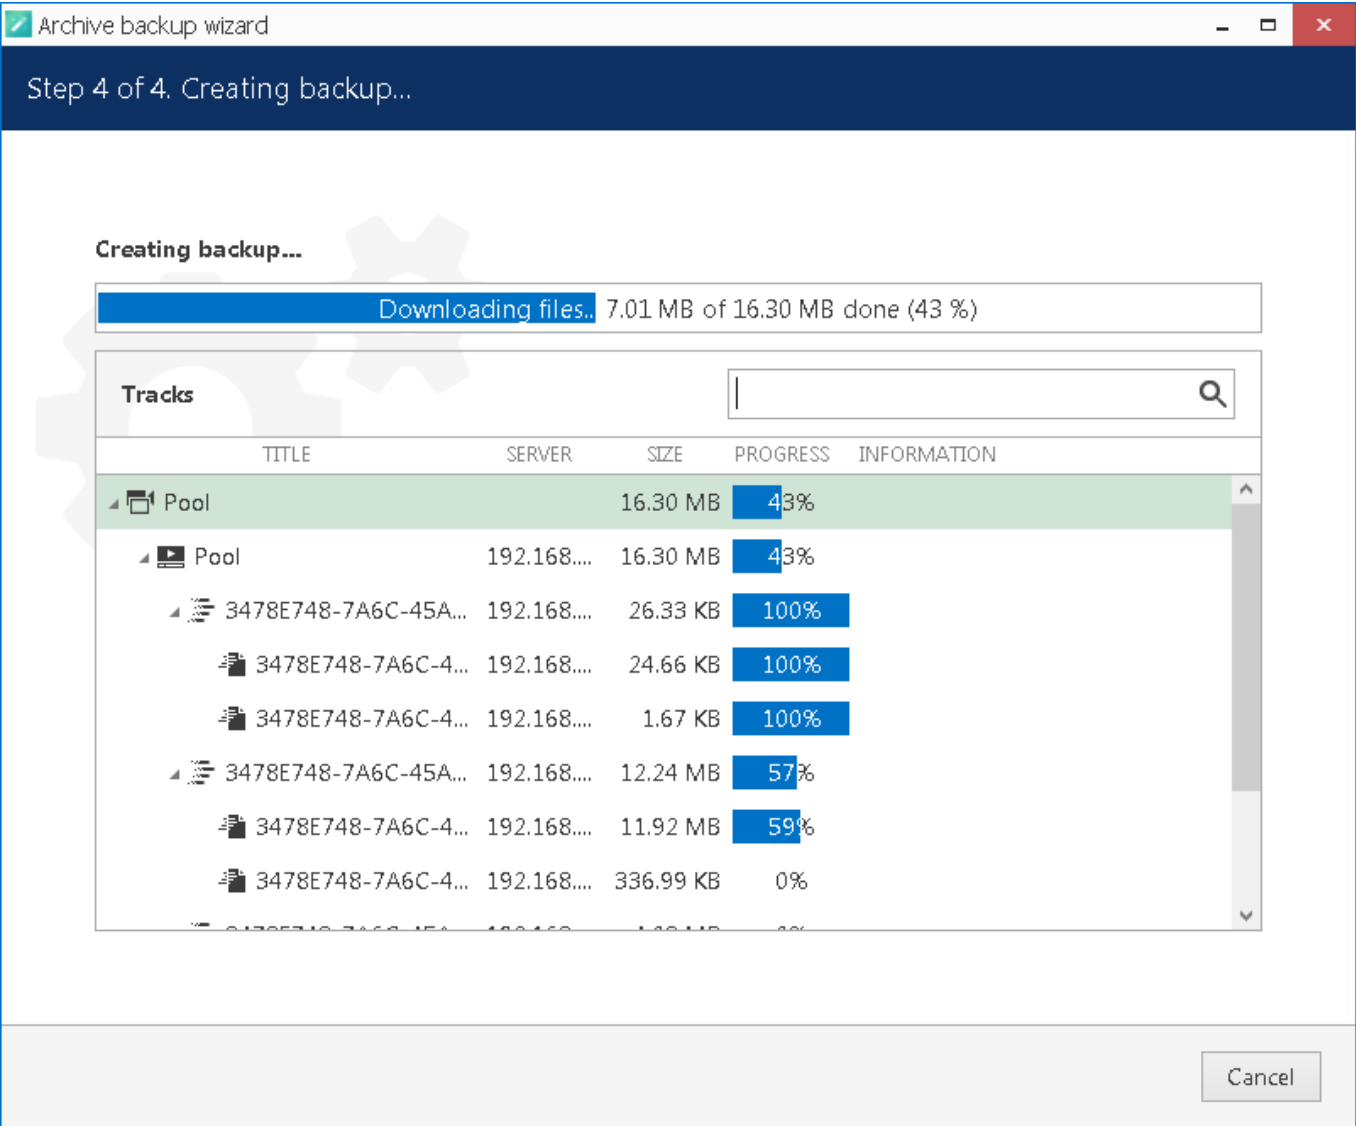 Archive backup wizard
Step 4 of 4. Creating backup...
Creating backup...
Downloading files.. 7.01 MB of 16.30 MB done (43 %)
Tracks
TITLE SERVER SIZE PROGRESS INFORMATION
Pool 16.30 MB 43%
Pool 192.168.... 16.30 MB 43%
3478E748-7A6C-45A... 192.168.... 26.33 KB 100%
3478E748-7A6C-4... 192.168.... 24.66 KB 100%
3478E748-7A6C-4... 192.168.... 1.67 KB 100%
3478E748-7A6C-45A... 192.168.... 12.24 MB 57%
3478E748-7A6C-4... 192.168.... 11.92 MB 59%
3478E748-7A6C-4... 192.168.... 336.99 KB 0%
Cancel